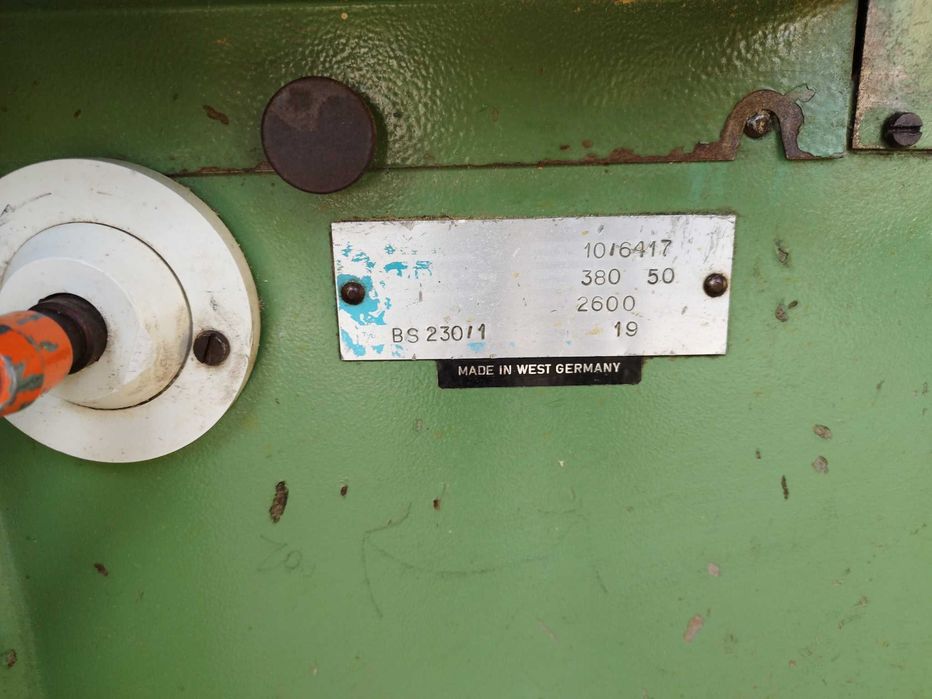 10/6417
380 50
2600
BS 230/1 19
MADE IN WEST GERMANY